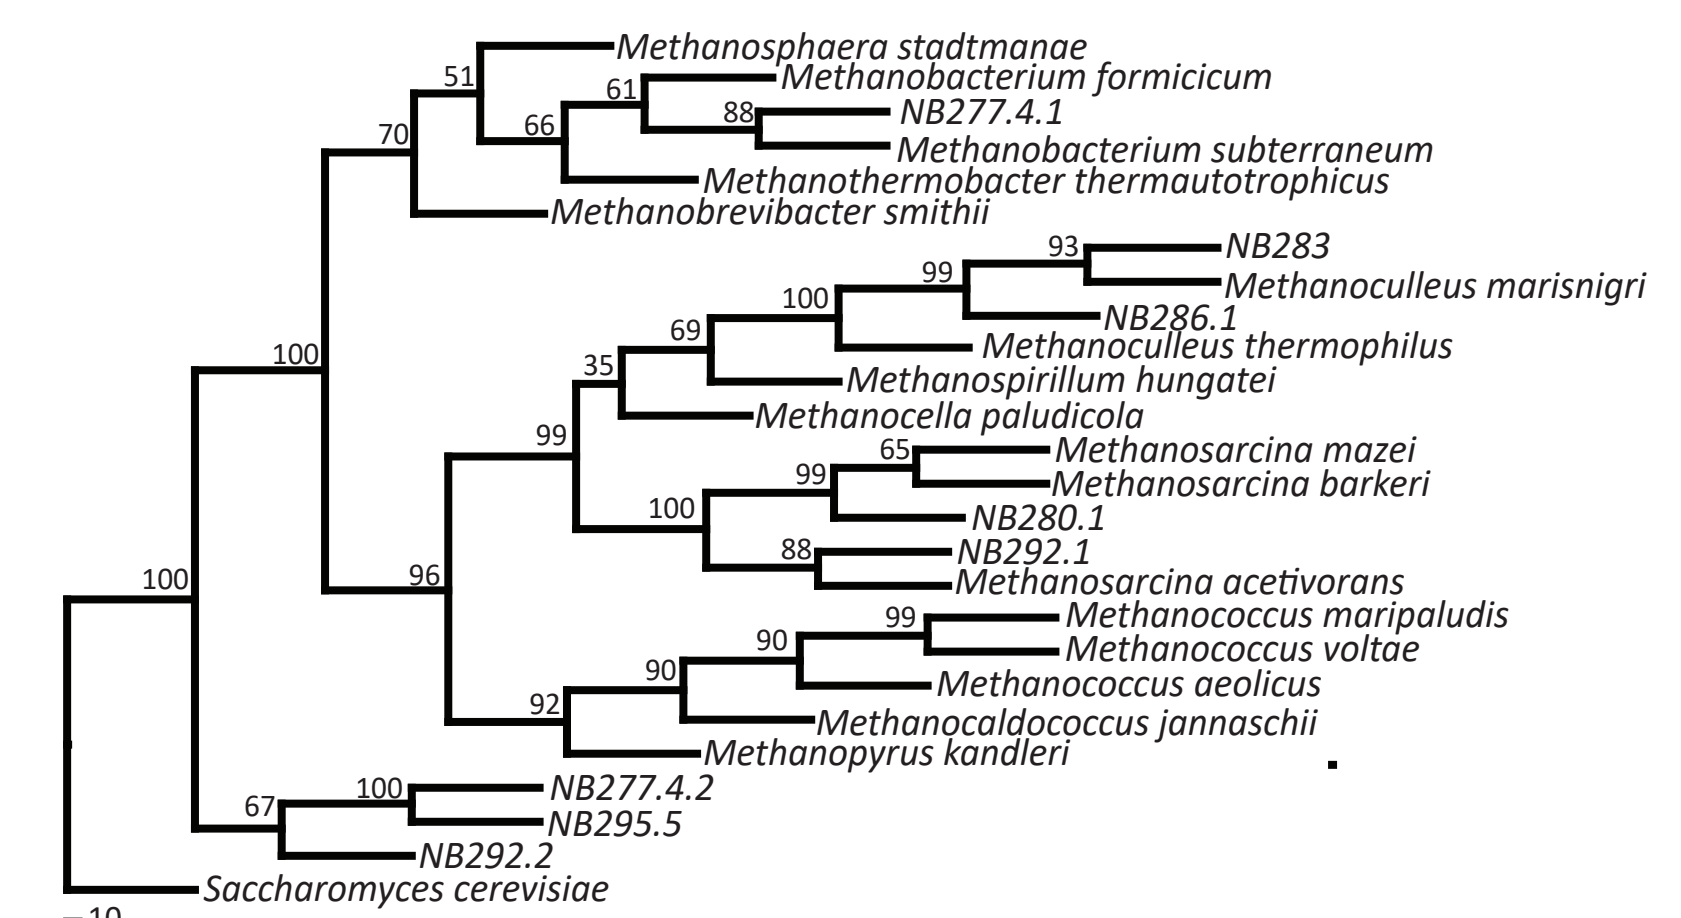 Methanosphaera stadtmanae
51
Methanobacterium formicicum
61
88
NB277.4.1
66
70
Methanobacterium subterraneum
Methanothermobacter thermautotrophicus
Methanobrevibacter smithii
93
NB283
99
Methanoculleus marisnigri
100
NB286.1
69
Methanoculleus thermophilus
100
35
Methanospirillum hungatei
Methanocella paludicola
99
65
Methanosarcina mazei
99
Methanosarcina barkeri
100
NB280.1
88
NB292.1
96
Methanosarcina acetivorans
100
99
Methanococcus maripaludis
90
Methanococcus voltae
90
Methanococcus aeolicus
92
Methanocaldococcus jannaschii
Methanopyrus kandleri
100
NB277.4.2
67
NB295.5
NB292.2
Saccharomyces cerevisiae
10